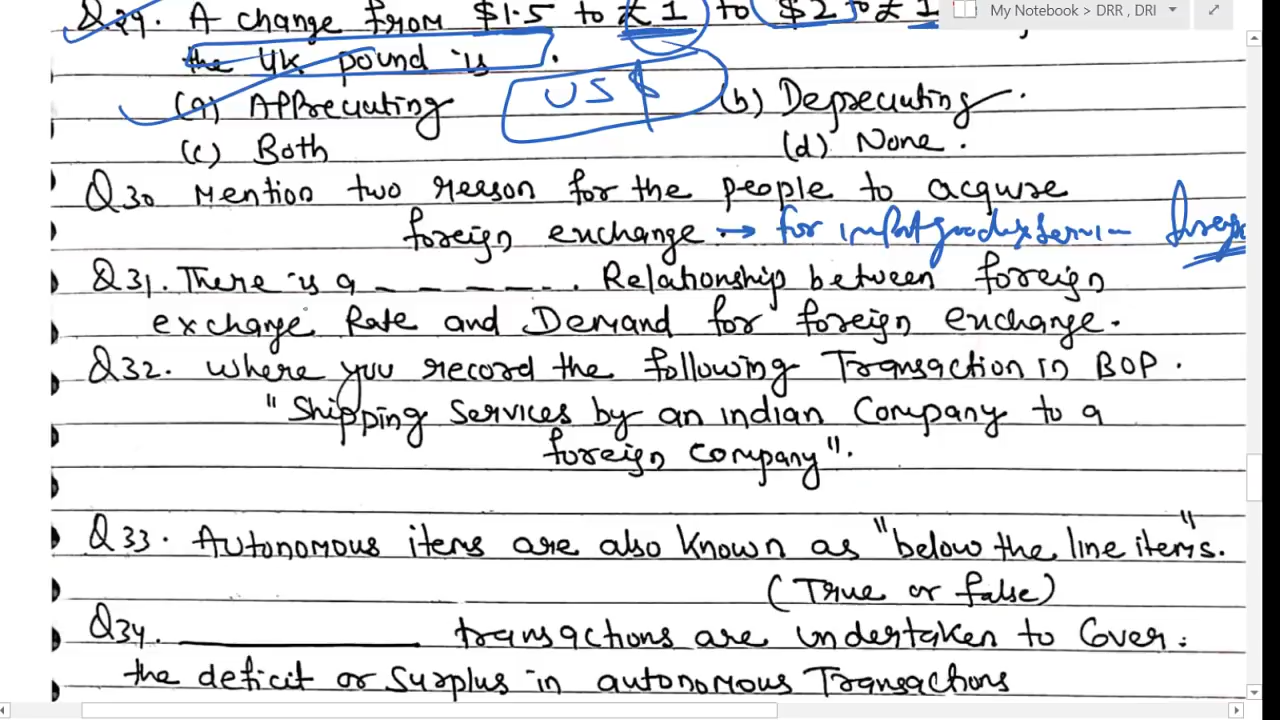 My Notebook > DRR , DRI
Q29. A change from $1.5 to £1 to $2 to £1
the UK pound is .
US $
(a) Appreciating (b) Depreciating .
(c) Both (d) None .
Q30 Mention two reason for the people to acquire
foreign exchange → for import good & servi
Q31. There is a _ _ _ _ _ . . Relationship between foreign
exchange Rate and Demand for foreign exchange.
Q32. Where you record the following Transaction in BOP .
"Shipping Services by an indian Company to a
foreign company".
Q33. Autonomous items are also known as "below the line items".
(True or false)
Q34. ____________ transactions are undertaken to Cover :
the deficit or Surplus in autonomous Transactions